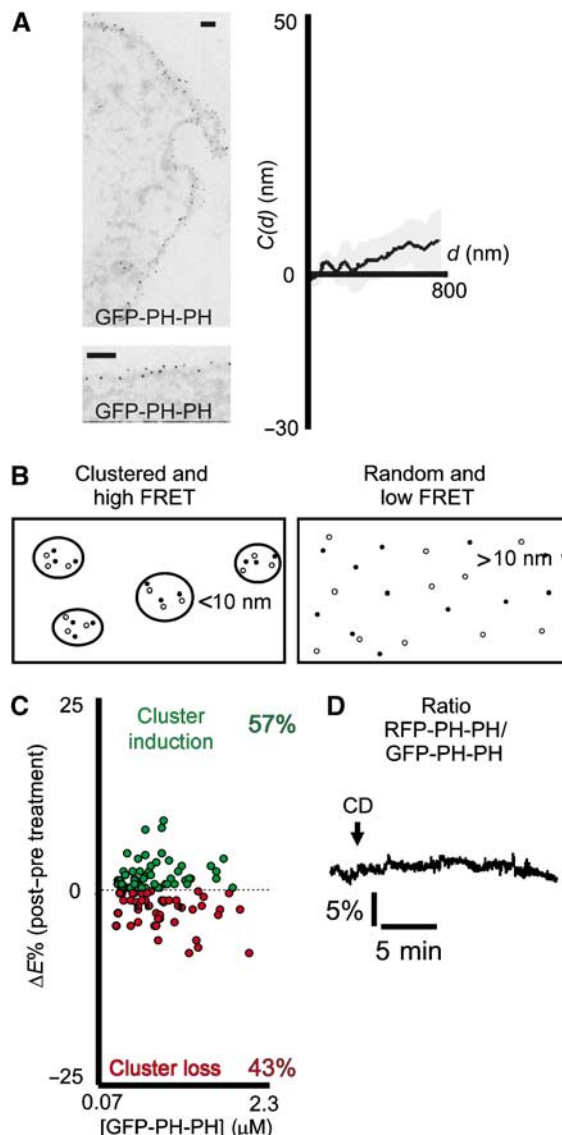 A
GFP-PH-PH
GFP-PH-PH
50
C(d) (nm)
0
d (nm)
800
−30
B
Clustered and
high FRET
<10 nm
Random and
low FRET
>10 nm
C
25
Cluster
induction
57%
ΔE% (post–pre treatment)
0
Cluster loss
43%
−25
0.07
2.3
[GFP-PH-PH] (μM)
D
Ratio
RFP-PH-PH/
GFP-PH-PH
CD
5%
5 min